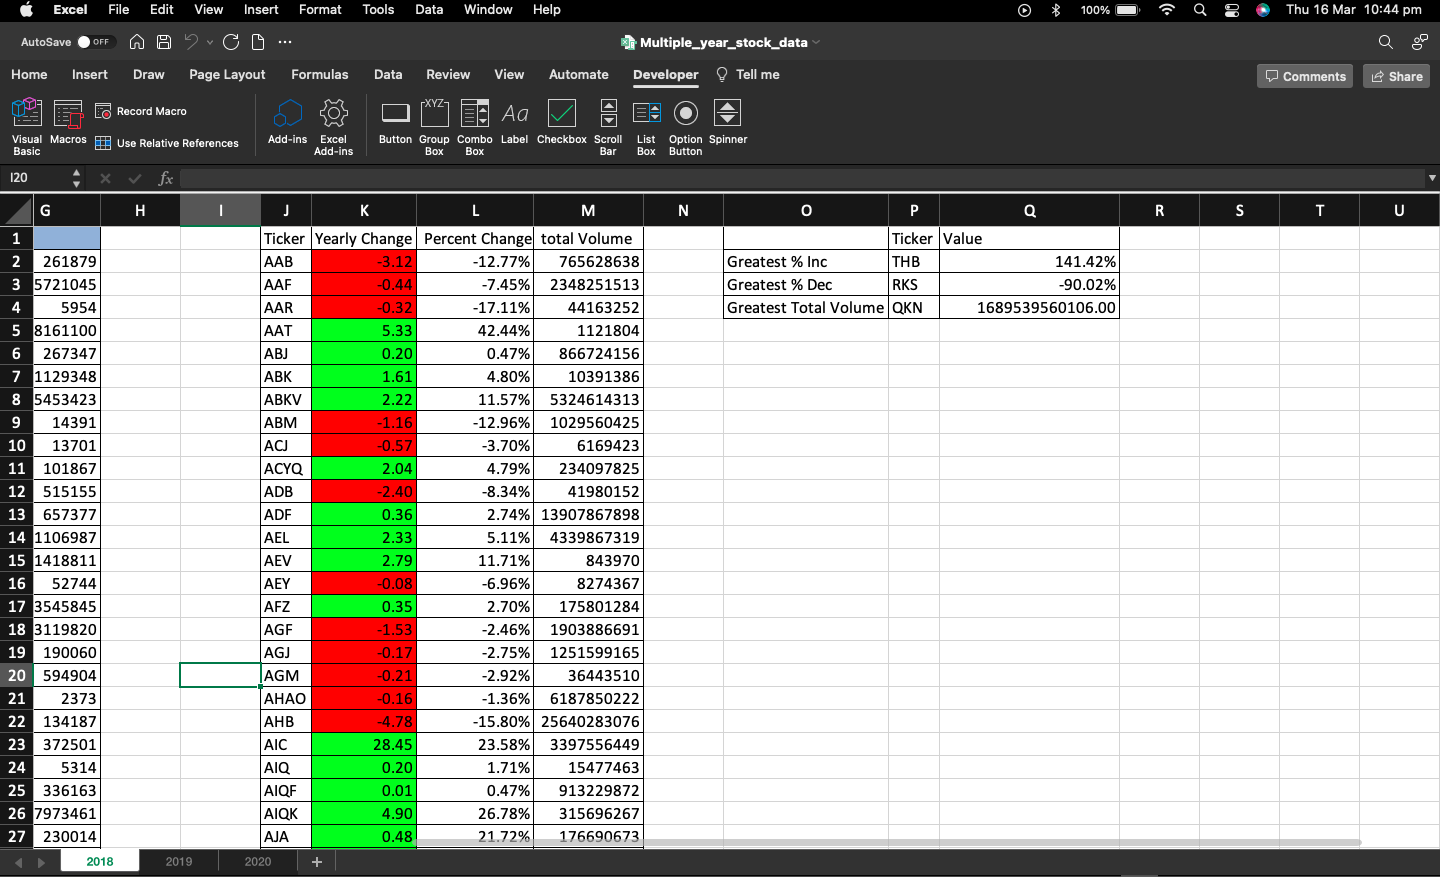 Excel File Edit View Insert Format Tools Data Window Help 100% Thu 16 Mar 10:44 pm
AutoSave OFF Multiple_year_stock_data
Home Insert Draw Page Layout Formulas Data Review View Automate Developer Tell me Comments Share
Visual Basic Macros Record Macro Use Relative References Add-ins Excel Add-ins Button XYZ Group Box Combo Box Aa Label Checkbox Scroll Bar List Box Option Button Spinner
I20 fx
G H I J K L M N O P Q R S T U
1 Ticker Yearly Change Percent Change total Volume Ticker Value
2 261879 AAB -3.12 -12.77% 765628638 Greatest % Inc THB 141.42%
3 5721045 AAF -0.44 -7.45% 2348251513 Greatest % Dec RKS -90.02%
4 5954 AAR -0.32 -17.11% 44163252 Greatest Total Volume QKN 1689539560106.00
5 8161100 AAT 5.33 42.44% 1121804
6 267347 ABJ 0.20 0.47% 866724156
7 1129348 ABK 1.61 4.80% 10391386
8 5453423 ABKV 2.22 11.57% 5324614313
9 14391 ABM -1.16 -12.96% 1029560425
10 13701 ACJ -0.57 -3.70% 6169423
11 101867 ACYQ 2.04 4.79% 234097825
12 515155 ADB -2.40 -8.34% 41980152
13 657377 ADF 0.36 2.74% 13907867898
14 1106987 AEL 2.33 5.11% 4339867319
15 1418811 AEV 2.79 11.71% 843970
16 52744 AEY -0.08 -6.96% 8274367
17 3545845 AFZ 0.35 2.70% 175801284
18 3119820 AGF -1.53 -2.46% 1903886691
19 190060 AGJ -0.17 -2.75% 1251599165
20 594904 AGM -0.21 -2.92% 36443510
21 2373 AHAO -0.16 -1.36% 6187850222
22 134187 AHB -4.78 -15.80% 25640283076
23 372501 AIC 28.45 23.58% 3397556449
24 5314 AIQ 0.20 1.71% 15477463
25 336163 AIQF 0.01 0.47% 913229872
26 7973461 AIQK 4.90 26.78% 315696267
27 230014 AJA 0.48 21.72% 176690673
2018 2019 2020 +